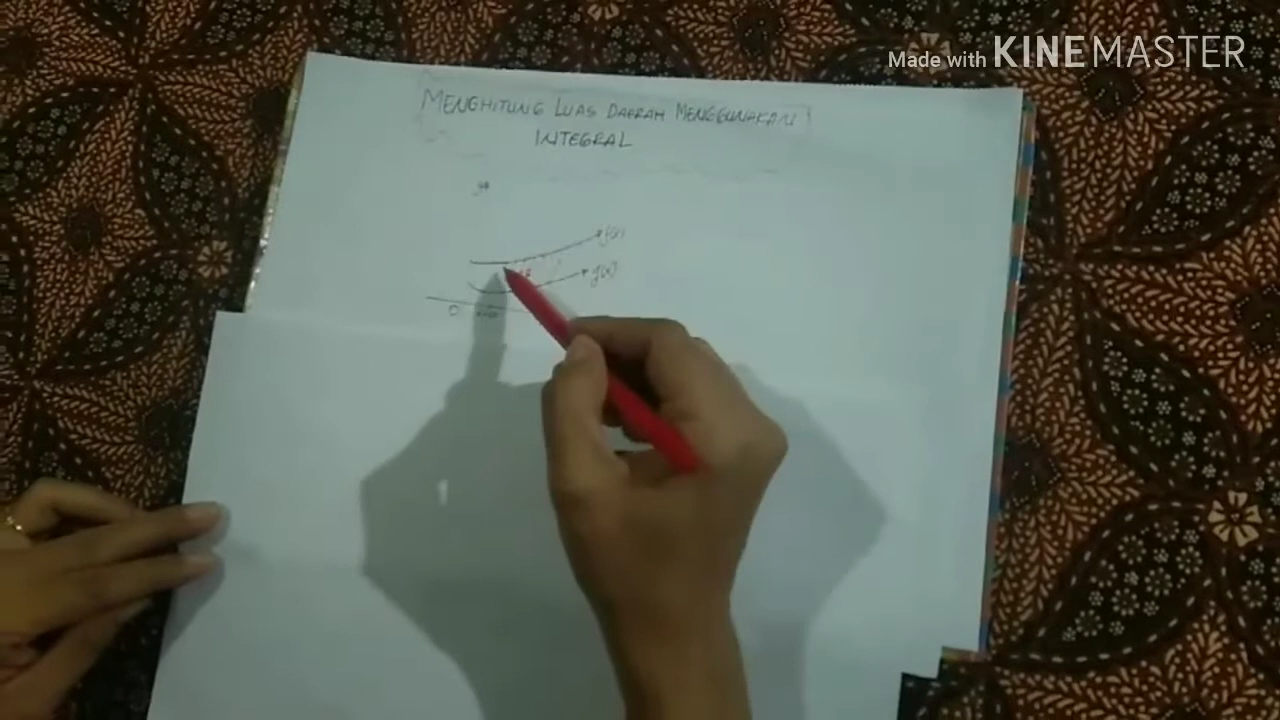 Made with KINEMASTER
MENGHITUNG LUAS DAERAH MENGGUNAKAN
INTEGRAL
f(x)
g(x)
O